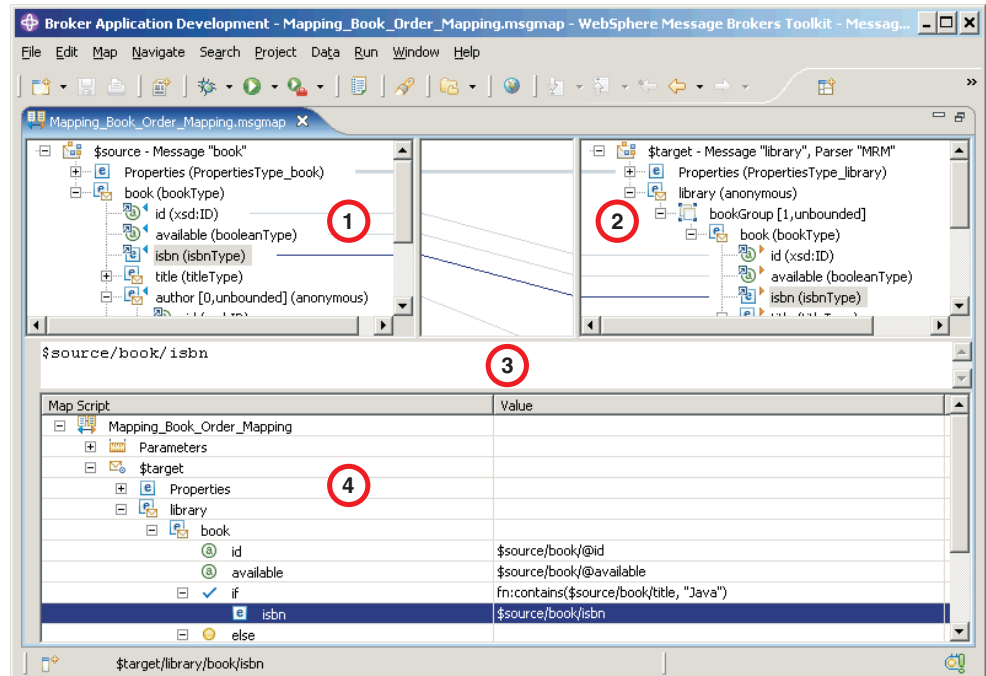 Broker Application Development - Mapping_Book_Order_Mapping.msgmap - WebSphere Message Brokers Toolkit - Messag...
File Edit Map Navigate Search Project Data Run Window Help
»
Mapping_Book_Order_Mapping.msgmap
$source - Message "book"
Properties (PropertiesType_book)
book (bookType)
id (xsd:ID)
available (booleanType)
isbn (isbnType)
title (titleType)
author [0,unbounded] (anonymous)
1
$target - Message "library", Parser "MRM"
Properties (PropertiesType_library)
library (anonymous)
bookGroup [1,unbounded]
book (bookType)
id (xsd:ID)
available (booleanType)
isbn (isbnType)
2
$source/book/isbn
3
Map Script Value
Mapping_Book_Order_Mapping
Parameters
$target
4
Properties
library
book
id $source/book/@id
available $source/book/@available
if fn:contains($source/book/title, "Java")
isbn $source/book/isbn
else
$target/library/book/isbn